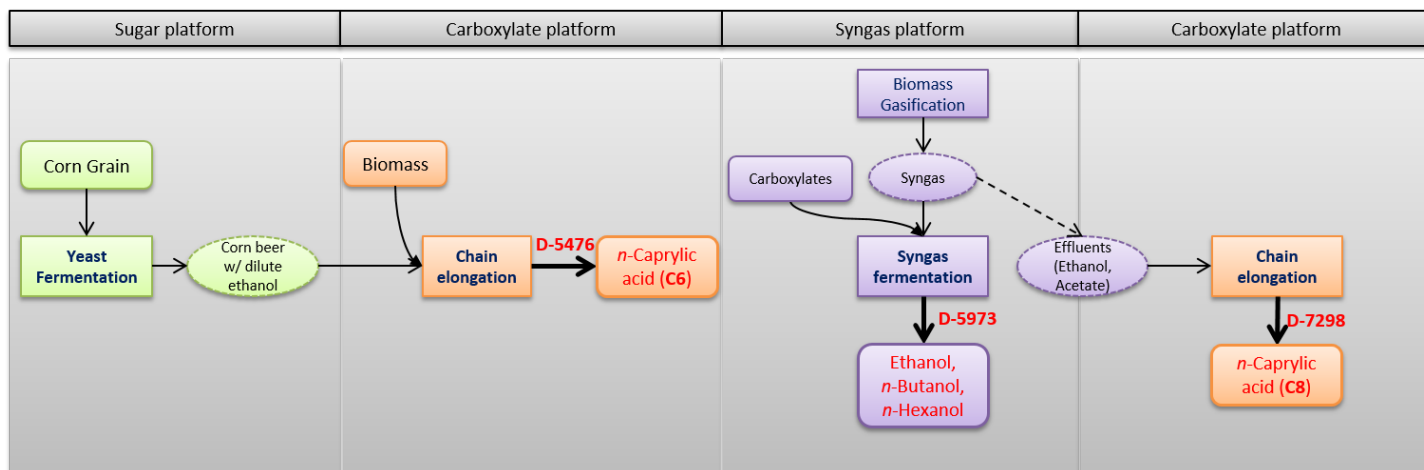 Sugar platform
Carboxylate platform
Syngas platform
Carboxylate platform
Corn Grain
Yeast
Fermentation
Corn beer
w/ dilute
ethanol
Biomass
Chain
elongation
D-5476
n-Caprylic
acid (C6)
Biomass
Gasification
Carboxylates
Syngas
Syngas
fermentation
D-5973
Ethanol,
n-Butanol,
n-Hexanol
Effluents
(Ethanol,
Acetate)
Chain
elongation
D-7298
n-Caprylic
acid (C8)